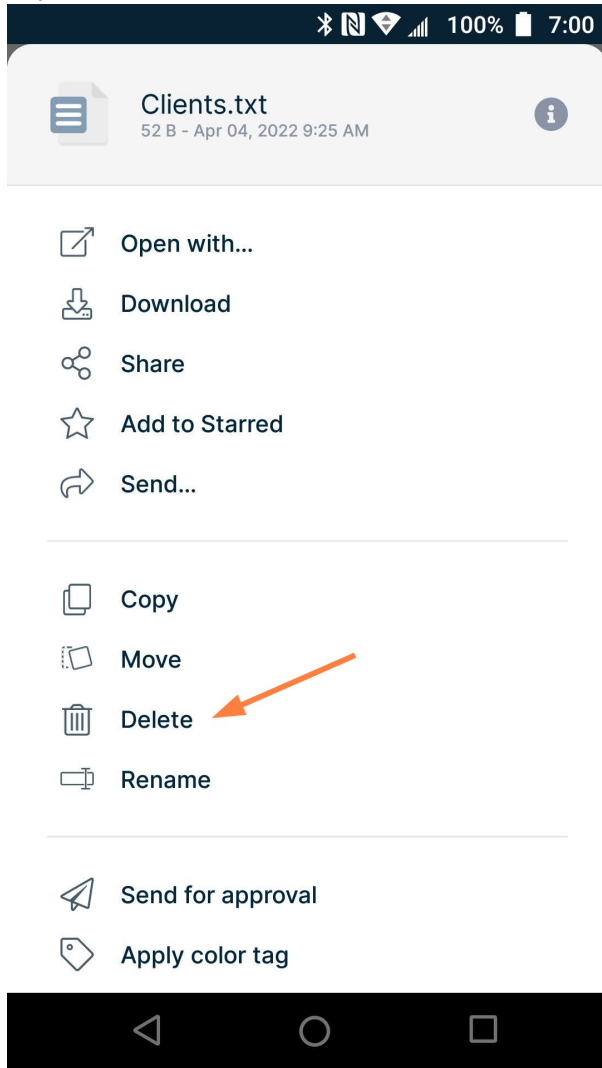 100% 7:00
Clients.txt
52 B - Apr 04, 2022 9:25 AM
Open with...
Download
Share
Add to Starred
Send...
Copy
Move
Delete
Rename
Send for approval
Apply color tag